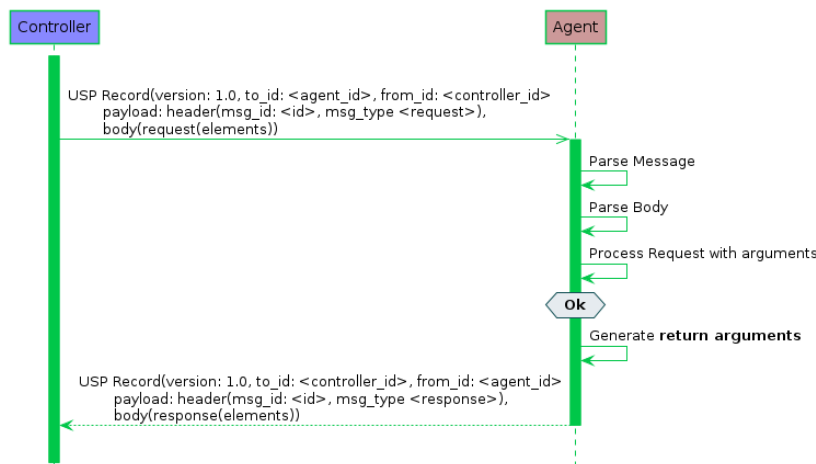 Controller
Agent
USP Record(version: 1.0, to_id: <agent_id>, from_id: <controller_id>
payload: header(msg_id: <id>, msg_type <request>),
body(request(elements))
Parse Message
Parse Body
Process Request with arguments
Ok
Generate return arguments
USP Record(version: 1.0, to_id: <controller_id>, from_id: <agent_id>
payload: header(msg_id: <id>, msg_type <response>),
body(response(elements))